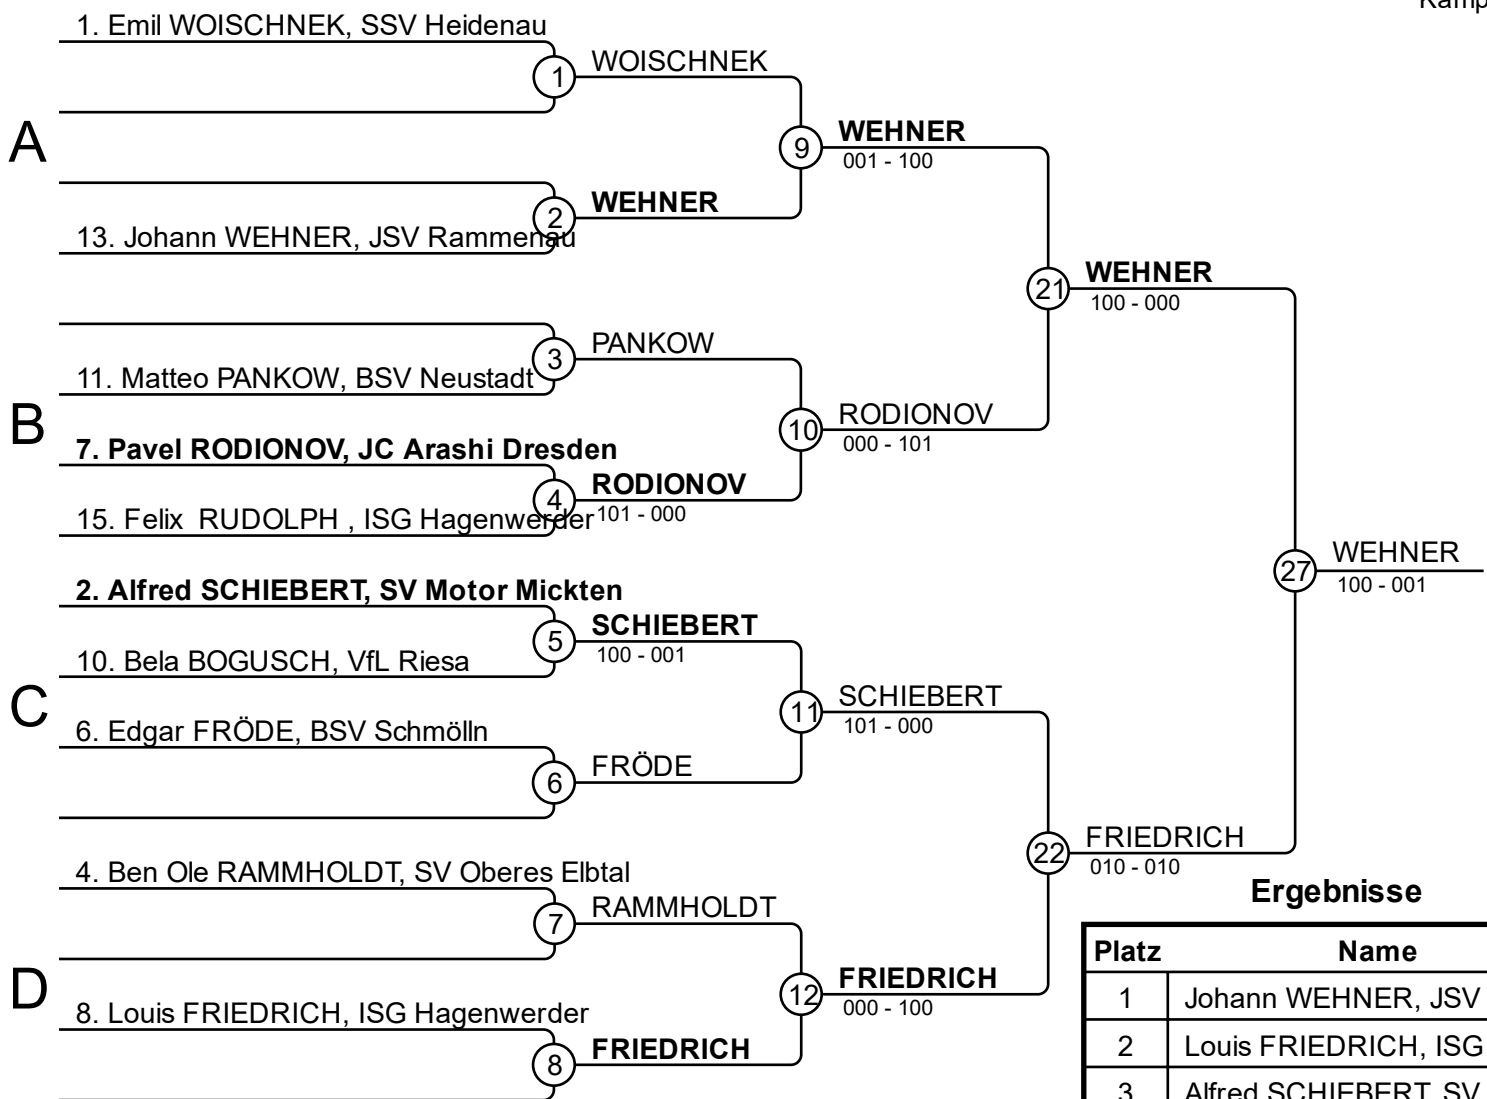 Kamp
1. Emil WOISCHNEK, SSV Heidenau
1
WOISCHNEK
A
9
WEHNER
001 - 100
2
WEHNER
13. Johann WEHNER, JSV Rammenau
21
WEHNER
100 - 000
3
PANKOW
11. Matteo PANKOW, BSV Neustadt
B
10
RODIONOV
000 - 101
7. Pavel RODIONOV, JC Arashi Dresden
4
RODIONOV
101 - 000
15. Felix RUDOLPH , ISG Hagenwerder
27
WEHNER
100 - 001
2. Alfred SCHIEBERT, SV Motor Mickten
5
SCHIEBERT
100 - 001
10. Bela BOGUSCH, VfL Riesa
C
11
SCHIEBERT
101 - 000
6. Edgar FRÖDE, BSV Schmölln
6
FRÖDE
22
FRIEDRICH
010 - 010
4. Ben Ole RAMMHOLDT, SV Oberes Elbtal
7
RAMMHOLDT
D
12
FRIEDRICH
000 - 100
8. Louis FRIEDRICH, ISG Hagenwerder
8
FRIEDRICH
Ergebnisse
Platz Name
1 Johann WEHNER, JSV
2 Louis FRIEDRICH, ISG
3 Alfred SCHIEBERT, SV